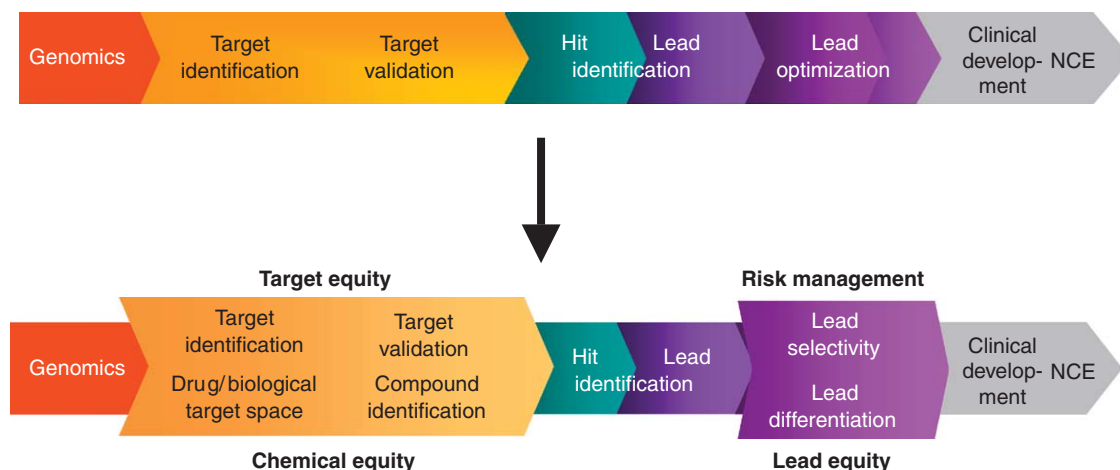 Genomics
Target
identification
Target
validation
Hit Lead
identification
Lead
optimization
Clinical
develop- NCE
ment
Target equity
Risk management
Genomics
Target
identification
Target
validation
Drug/biological
target space
Compound
identification
Hit Lead
identification
Lead
selectivity
Lead
differentiation
Clinical
develop- NCE
ment
Chemical equity
Lead equity